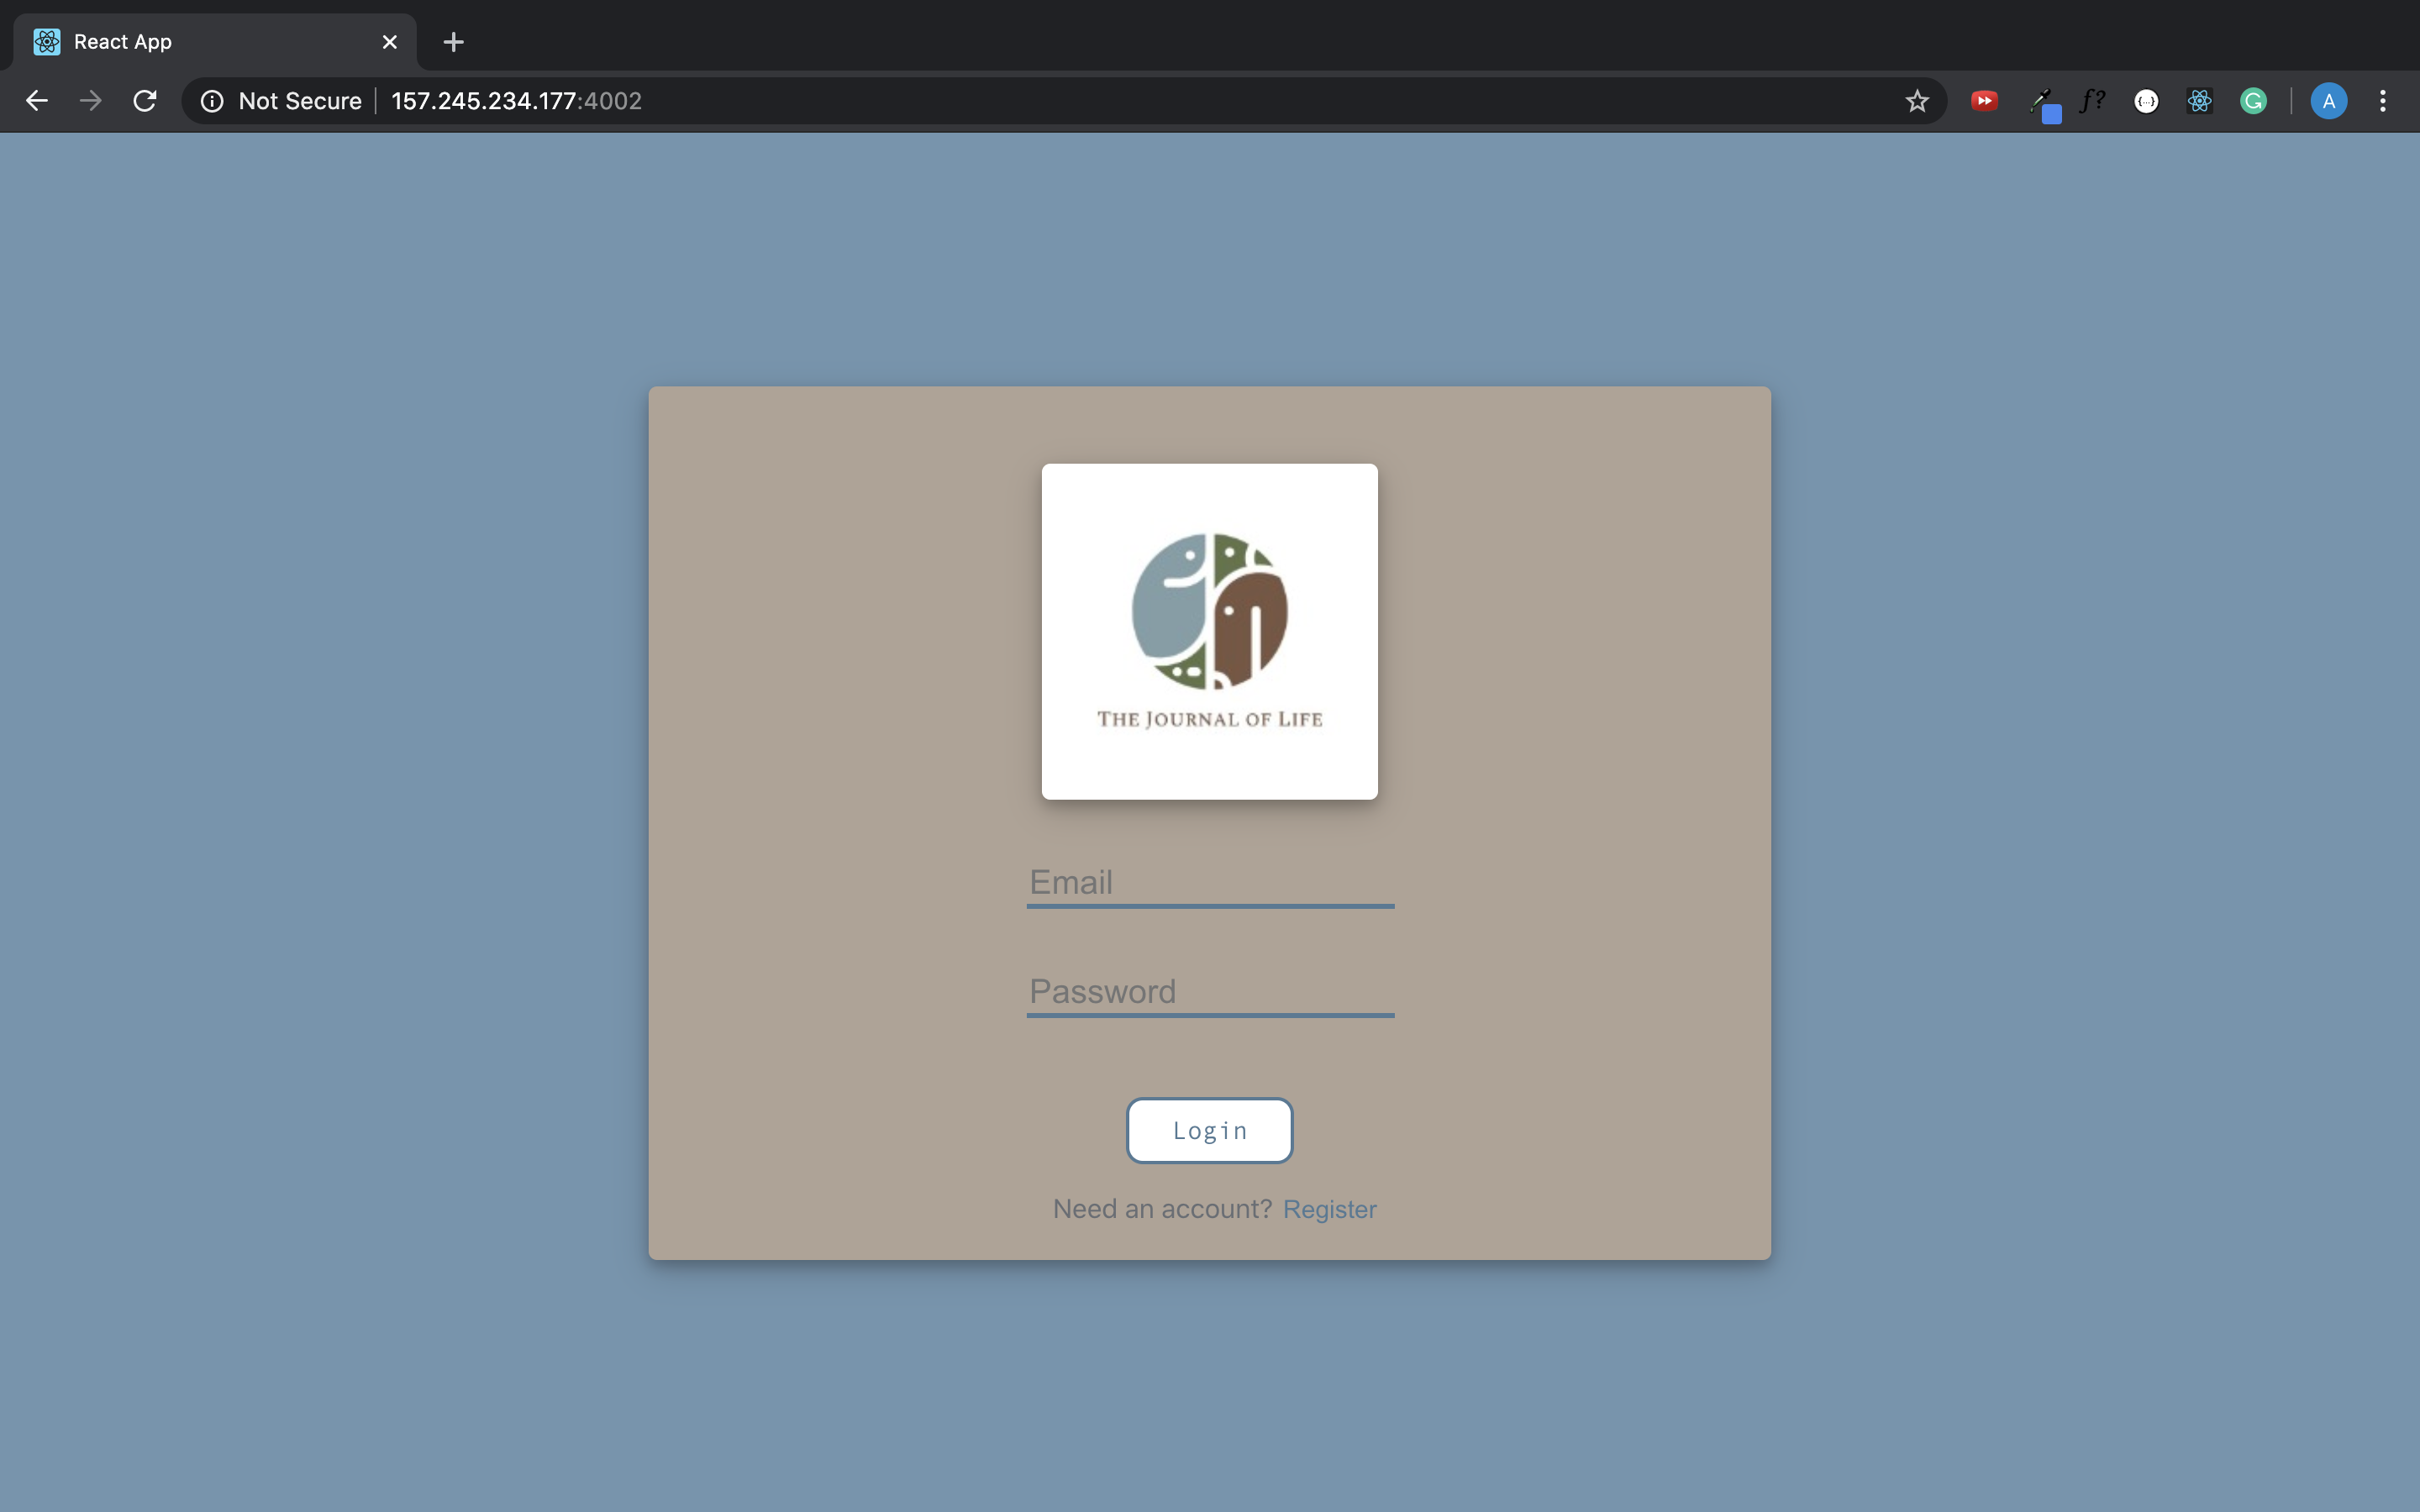 React App
Not Secure 157.245.234.177:4002
f?
{...}
G
A
THE JOURNAL OF LIFE
Email
Password
Login
Need an account? Register